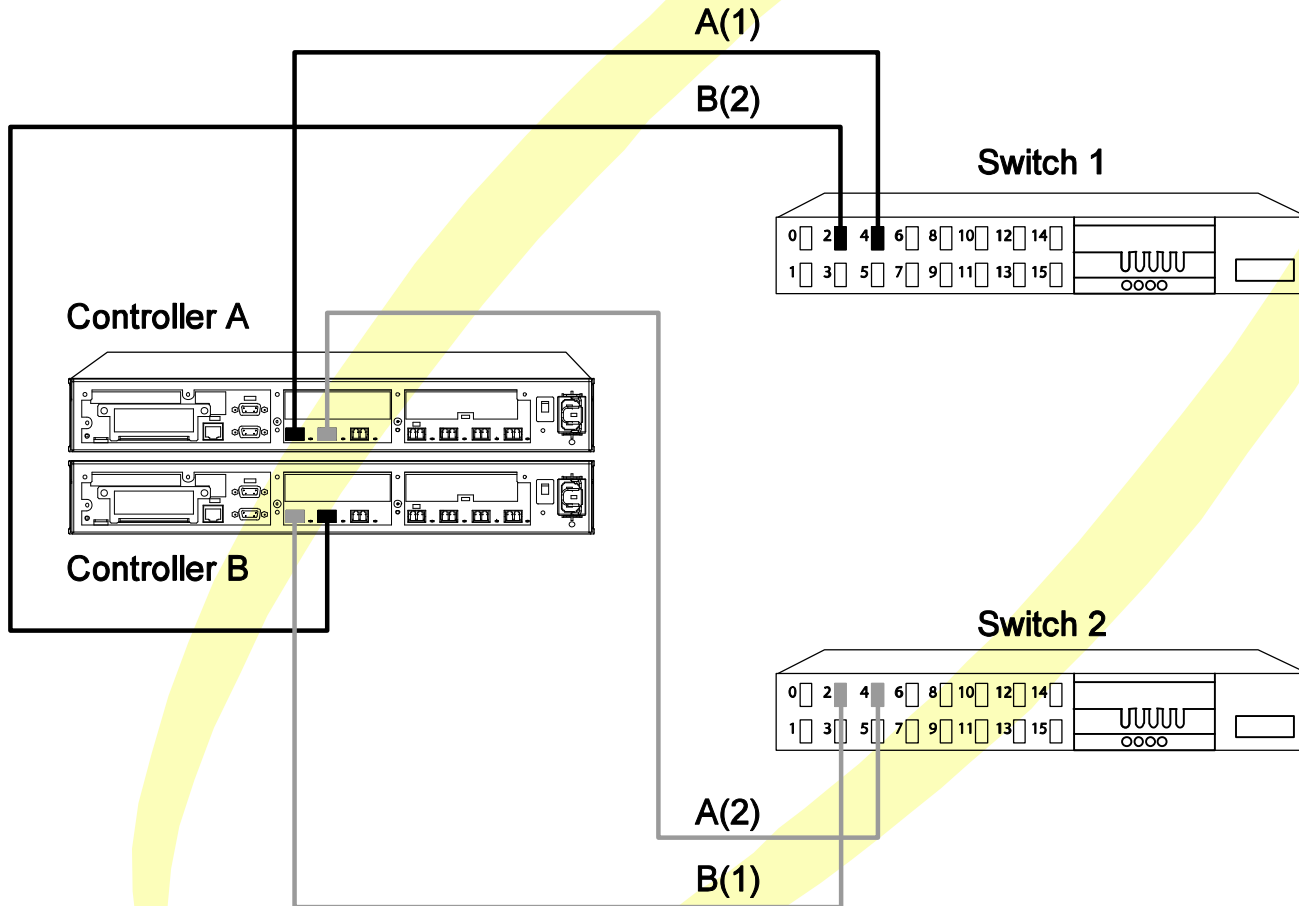 A(1)
B(2)
Switch 1
0 2 4 6 8 10 12 14
1 3 5 7 9 11 13 15
Controller A
Controller B
Switch 2
0 2 4 6 8 10 12 14
1 3 5 7 9 11 13 15
A(2)
B(1)